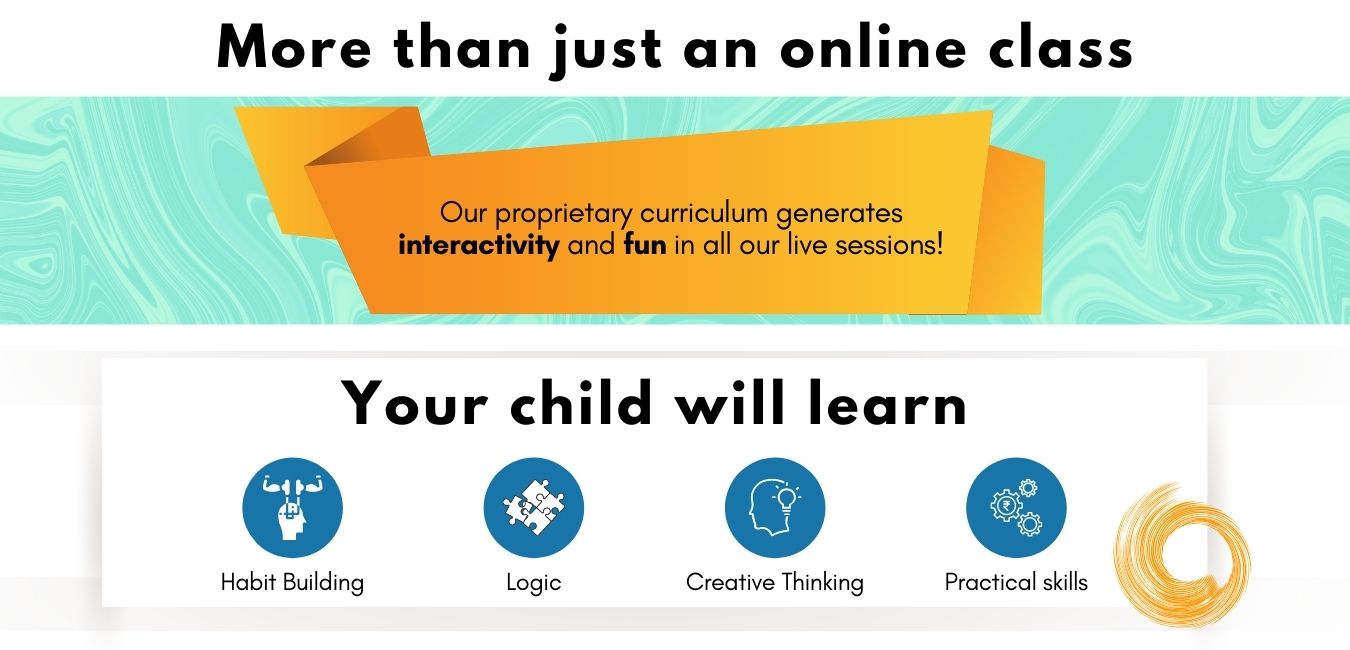 More than just an online class
Our proprietary curriculum generates
interactivity and fun in all our live sessions!
Your child will learn
₹
Habit Building
Logic
Creative Thinking
Practical skills